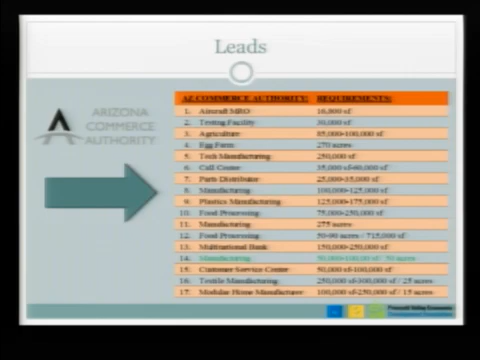 Leads
ARIZONA
COMMERCE
AUTHORITY
AZ COMMERCE AUTHORITY: REQUIREMENTS:
1. Aircraft MRO 16,800 sf
2. Testing Facility 30,000 sf
3. Agriculture 85,000-100,000 sf
4. Egg Farm 270 acres
5. Tech Manufacturing 250,000 sf
6. Call Center
7. Parts Distributor 25,000-35,000 sf
8. Manufacturing 100,000-125,000 sf
9. Plastics Manufacturing 125,000-175,000 sf
10. Food Processing 75,000-250,000 sf
11. Manufacturing 275 acres
12. Food Processing 50-90 acres / 715,000 sf
13. Multinational Bank 150,000-250,000 sf
14. Manufacturing
15. Customer Service Center 50,000 sf-100,000 sf
16. Textile Manufacturing 250,000 sf-300,000 sf / 25 acres
17. Modular Home Manufacturer 100,000 sf-250,000 sf / 15 acres